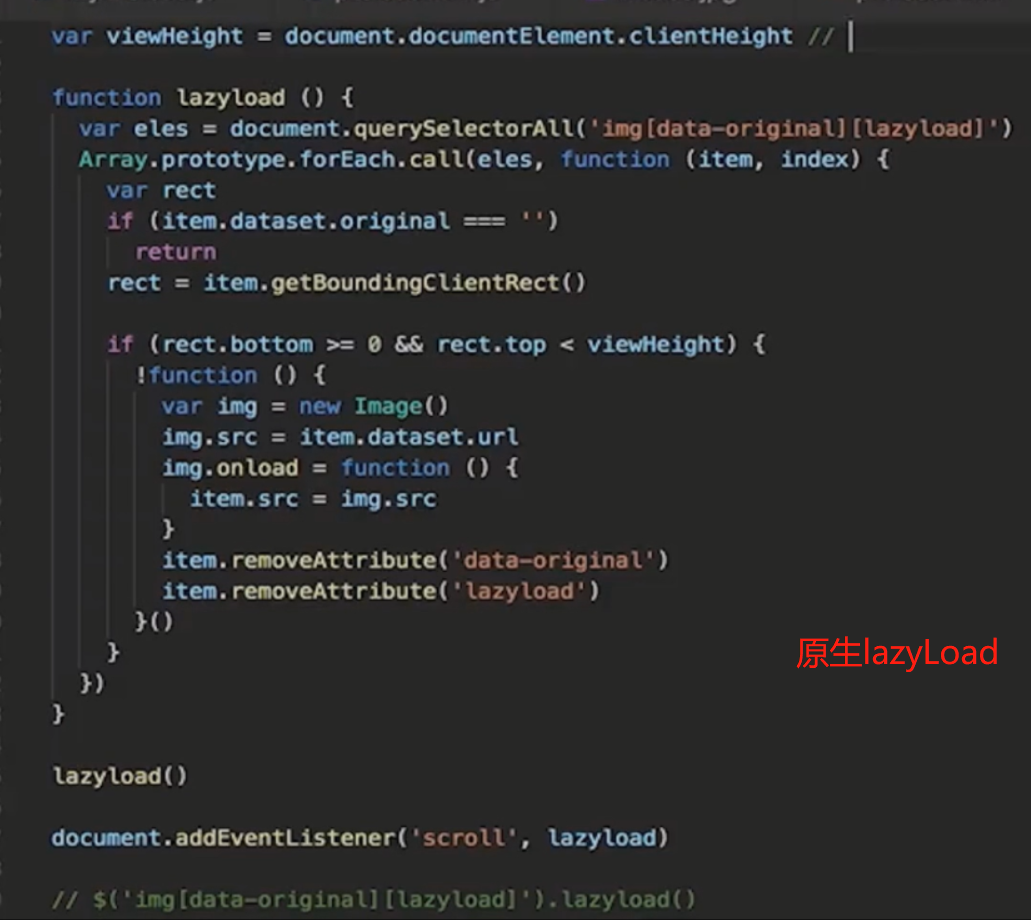 var viewHeight = document.documentElement.clientHeight //
function lazyload () {
var eles = document.querySelectorAll('img[data-original][lazyload]')
Array.prototype.forEach.call(eles, function (item, index) {
var rect
if (item.dataset.original === '')
return
rect = item.getBoundingClientRect()
if (rect.bottom >= 0 && rect.top < viewHeight) {
!function () {
var img = new Image()
img.src = item.dataset.url
img.onload = function () {
item.src = img.src
}
item.removeAttribute('data-original')
item.removeAttribute('lazyload')
}()
}
原生lazyLoad
})
}
lazyload()
document.addEventListener('scroll', lazyload)
// $('img[data-original][lazyload]').lazyload()